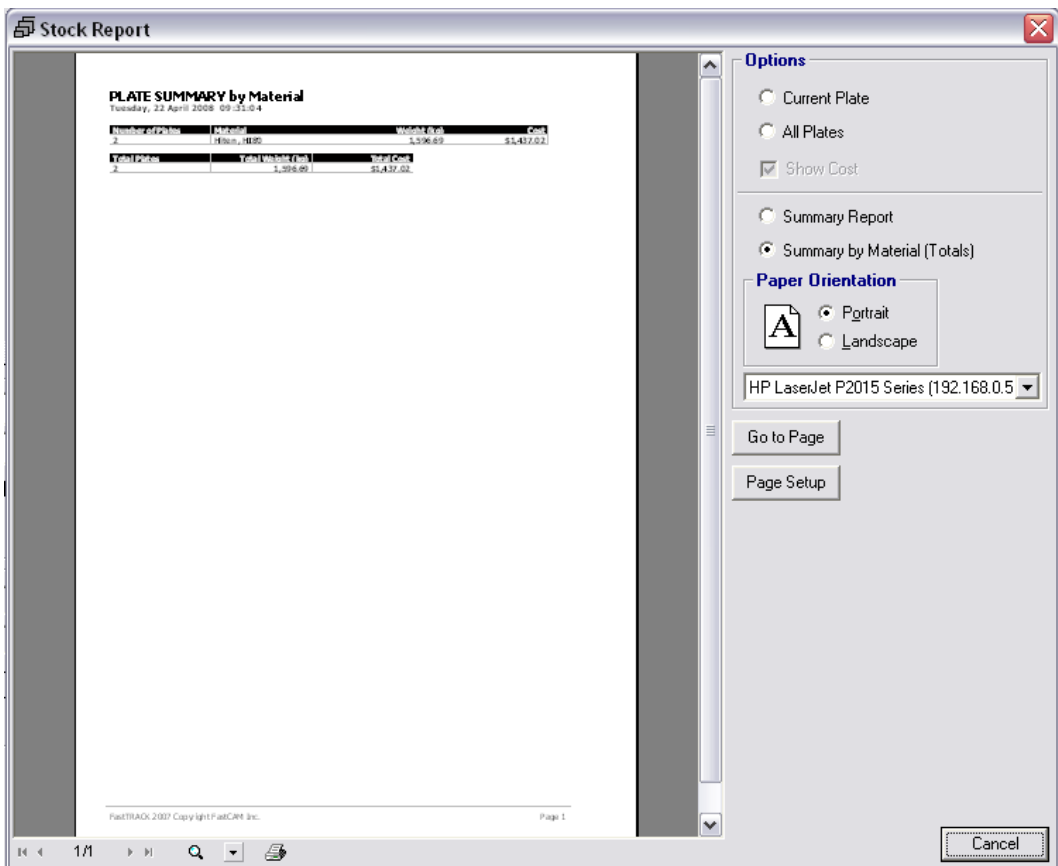 Stock Report
PLATE SUMMARY by Material
Tuesday, 22 April 2008 09:31:04
Number of Plates Material Weight (kg) Cost
2 Hilton, HI80 1,596.69 $1,437.02
Total Plates Total Weight (kg) Total Cost
2 1,596.69 $1,437.02
FastTRACK 2007 Copyright FastCAM Inc. Page 1
1/1
Options
Current Plate
All Plates
Show Cost
Summary Report
Summary by Material (Totals)
Paper Orientation
A
Portrait
Landscape
HP LaserJet P2015 Series (192.168.0.5
Go to Page
Page Setup
Cancel